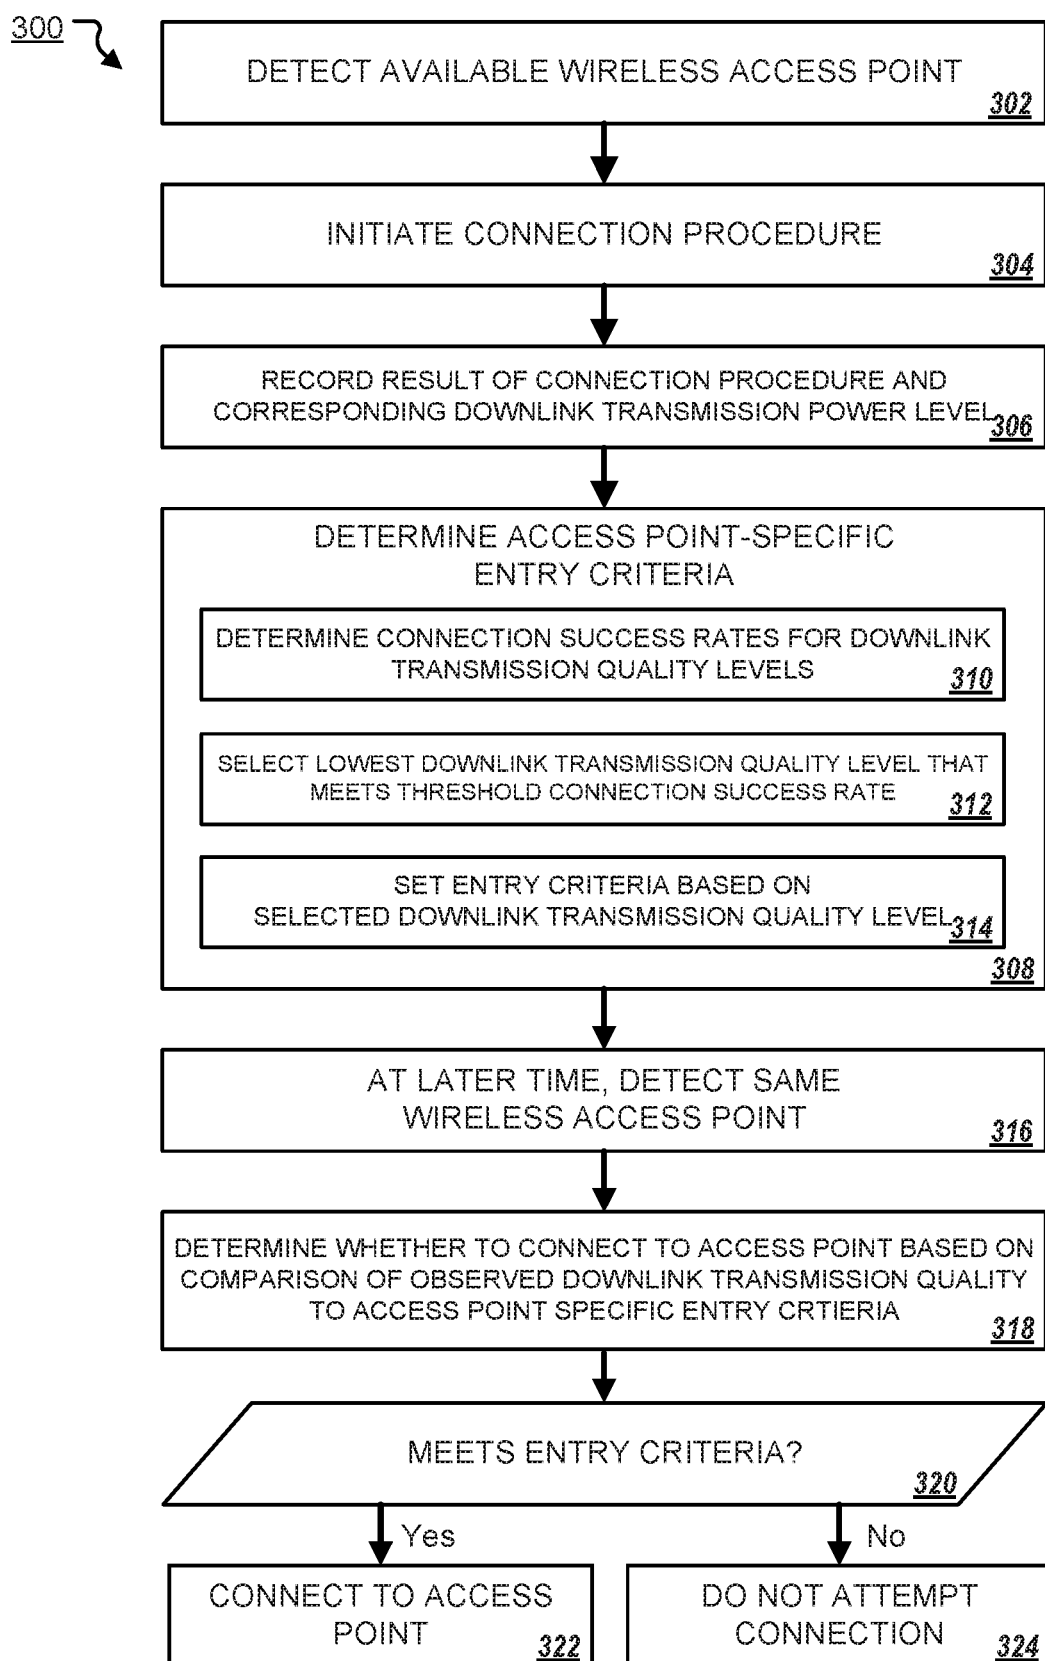 300
DETECT AVAILABLE WIRELESS ACCESS POINT
302
INITIATE CONNECTION PROCEDURE
304
RECORD RESULT OF CONNECTION PROCEDURE AND
CORRESPONDING DOWNLINK TRANSMISSION POWER LEVEL
306
DETERMINE ACCESS POINT-SPECIFIC
ENTRY CRITERIA
DETERMINE CONNECTION SUCCESS RATES FOR DOWNLINK
TRANSMISSION QUALITY LEVELS
310
SELECT LOWEST DOWNLINK TRANSMISSION QUALITY LEVEL THAT
MEETS THRESHOLD CONNECTION SUCCESS RATE
312
SET ENTRY CRITERIA BASED ON
SELECTED DOWNLINK TRANSMISSION QUALITY LEVEL
314
308
AT LATER TIME, DETECT SAME
WIRELESS ACCESS POINT
316
DETERMINE WHETHER TO CONNECT TO ACCESS POINT BASED ON
COMPARISON OF OBSERVED DOWNLINK TRANSMISSION QUALITY
TO ACCESS POINT SPECIFIC ENTRY CRTIERIA
318
MEETS ENTRY CRITERIA?
320
Yes
No
CONNECT TO ACCESS
POINT
322
DO NOT ATTEMPT
CONNECTION
324